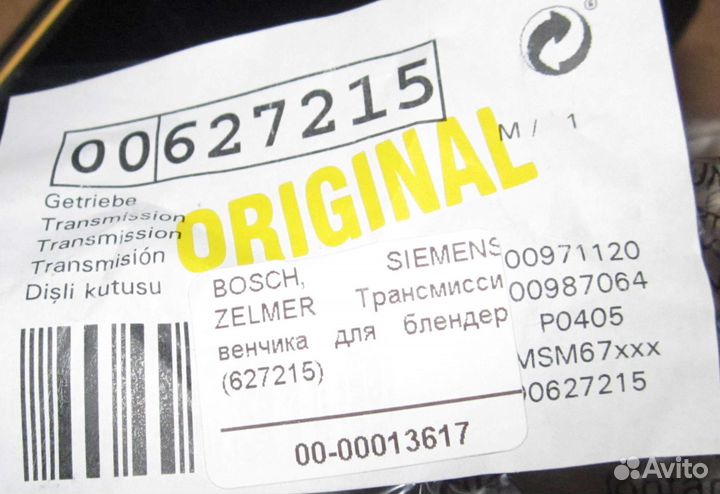 00627215
M / 1
ORIGINAL
Getriebe
Transmission
Transmission
Transmisión
Dişli kutusu
BOSCH, SIEMENS
ZELMER Трансмисси
венчика для блендер
(627215)
00-00013617
00971120
00987064
P0405
MSM67xxx
00627215
Avito